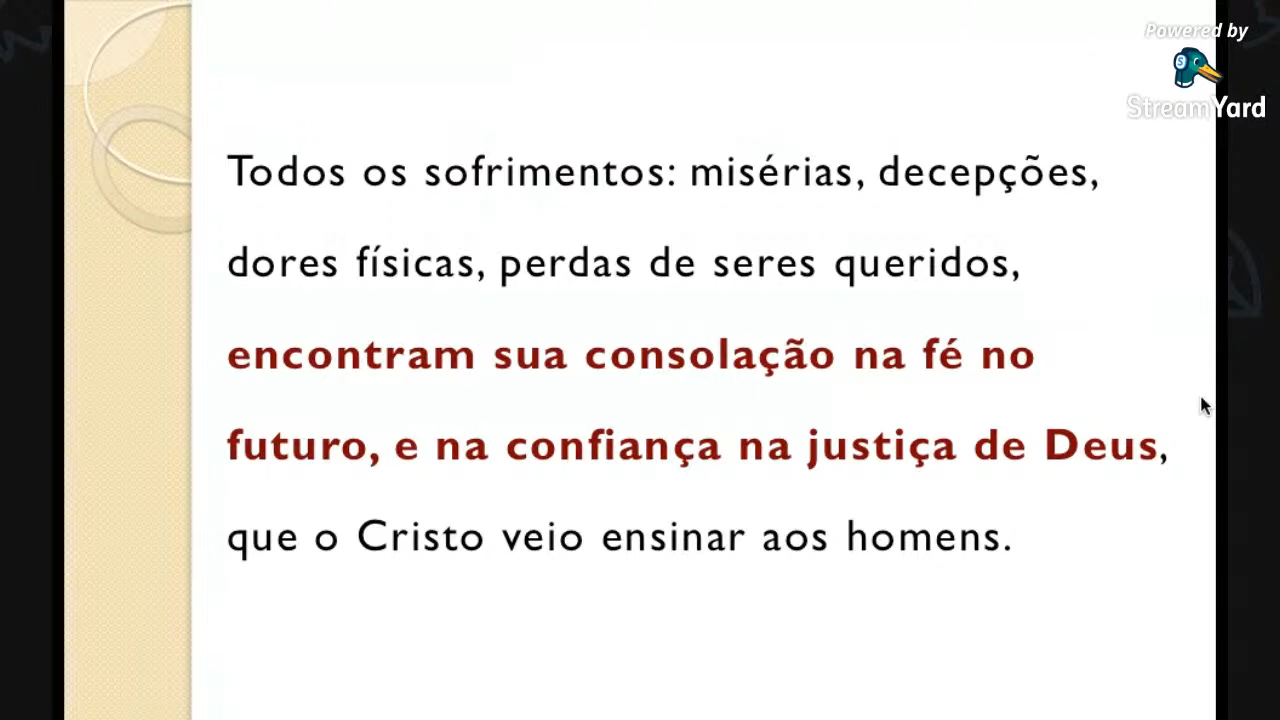 Powered by
StreamYard
Todos os sofrimentos: misérias, decepções,
dores físicas, perdas de seres queridos,
encontram sua consolação na fé no
futuro, e na confiança na justiça de Deus,
que o Cristo veio ensinar aos homens.